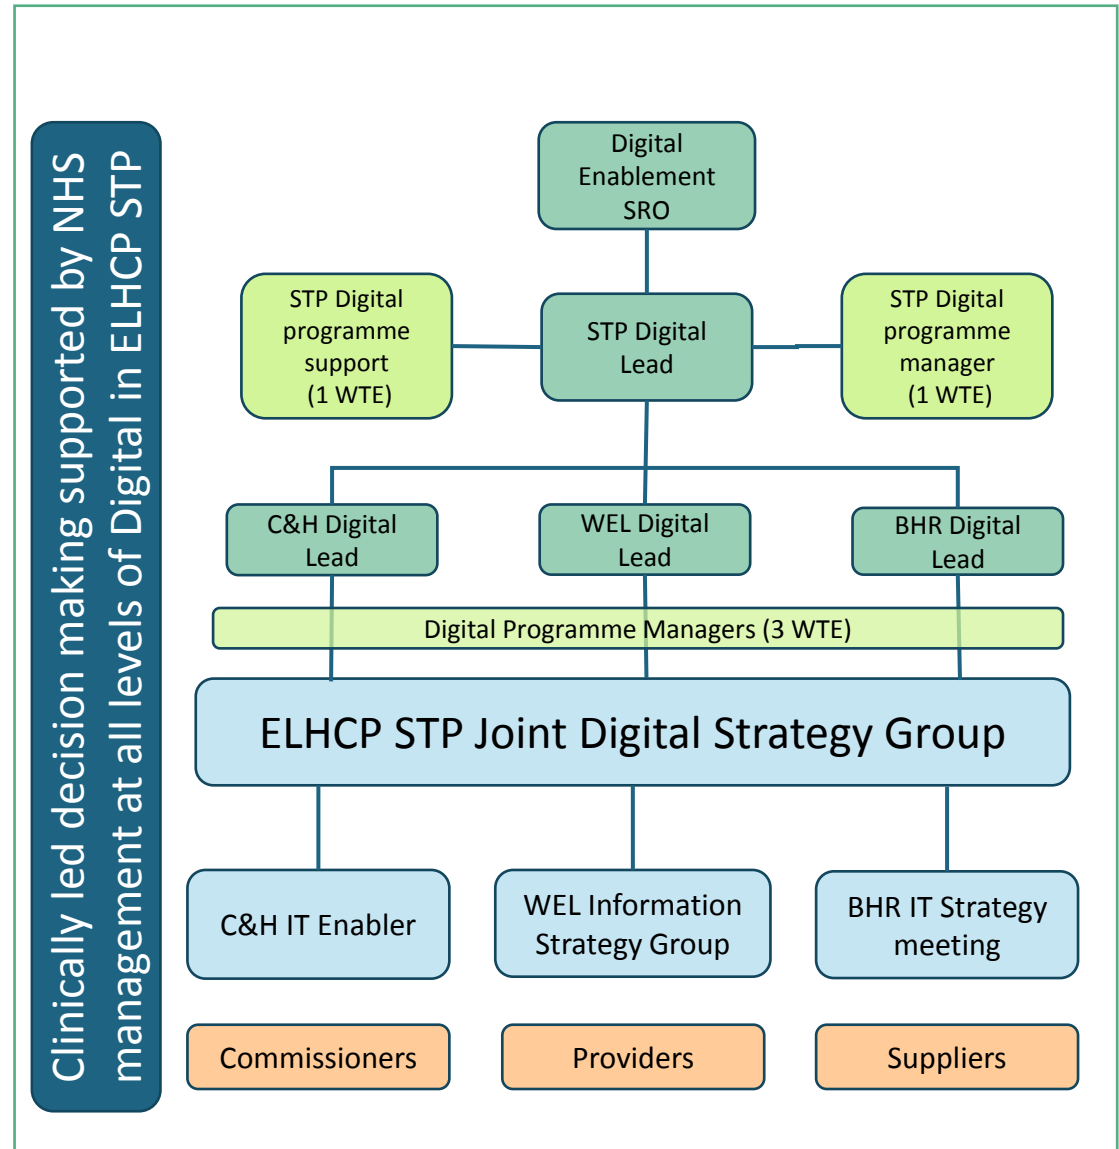 Clinically led decision making supported by NHS
management at all levels of Digital in ELHCP STP
Digital
Enablement
SRO
STP Digital
programme
support
(1 WTE)
STP Digital
Lead
STP Digital
programme
manager
(1 WTE)
C&H Digital
Lead
WEL Digital
Lead
BHR Digital
Lead
Digital Programme Managers (3 WTE)
ELHCP STP Joint Digital Strategy Group
C&H IT Enabler
WEL Information
Strategy Group
BHR IT Strategy
meeting
Commissioners
Providers
Suppliers